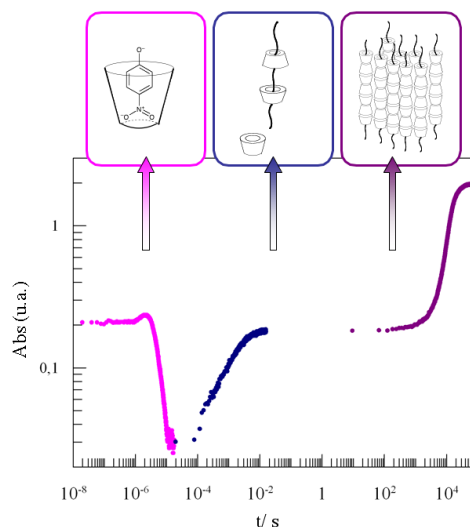 O⁻
N⁺
⁻O
O
1
0,1
Abs (u.a.)
10⁻⁸ 10⁻⁶ 10⁻⁴ 10⁻² 1 10² 10⁴
t/ s